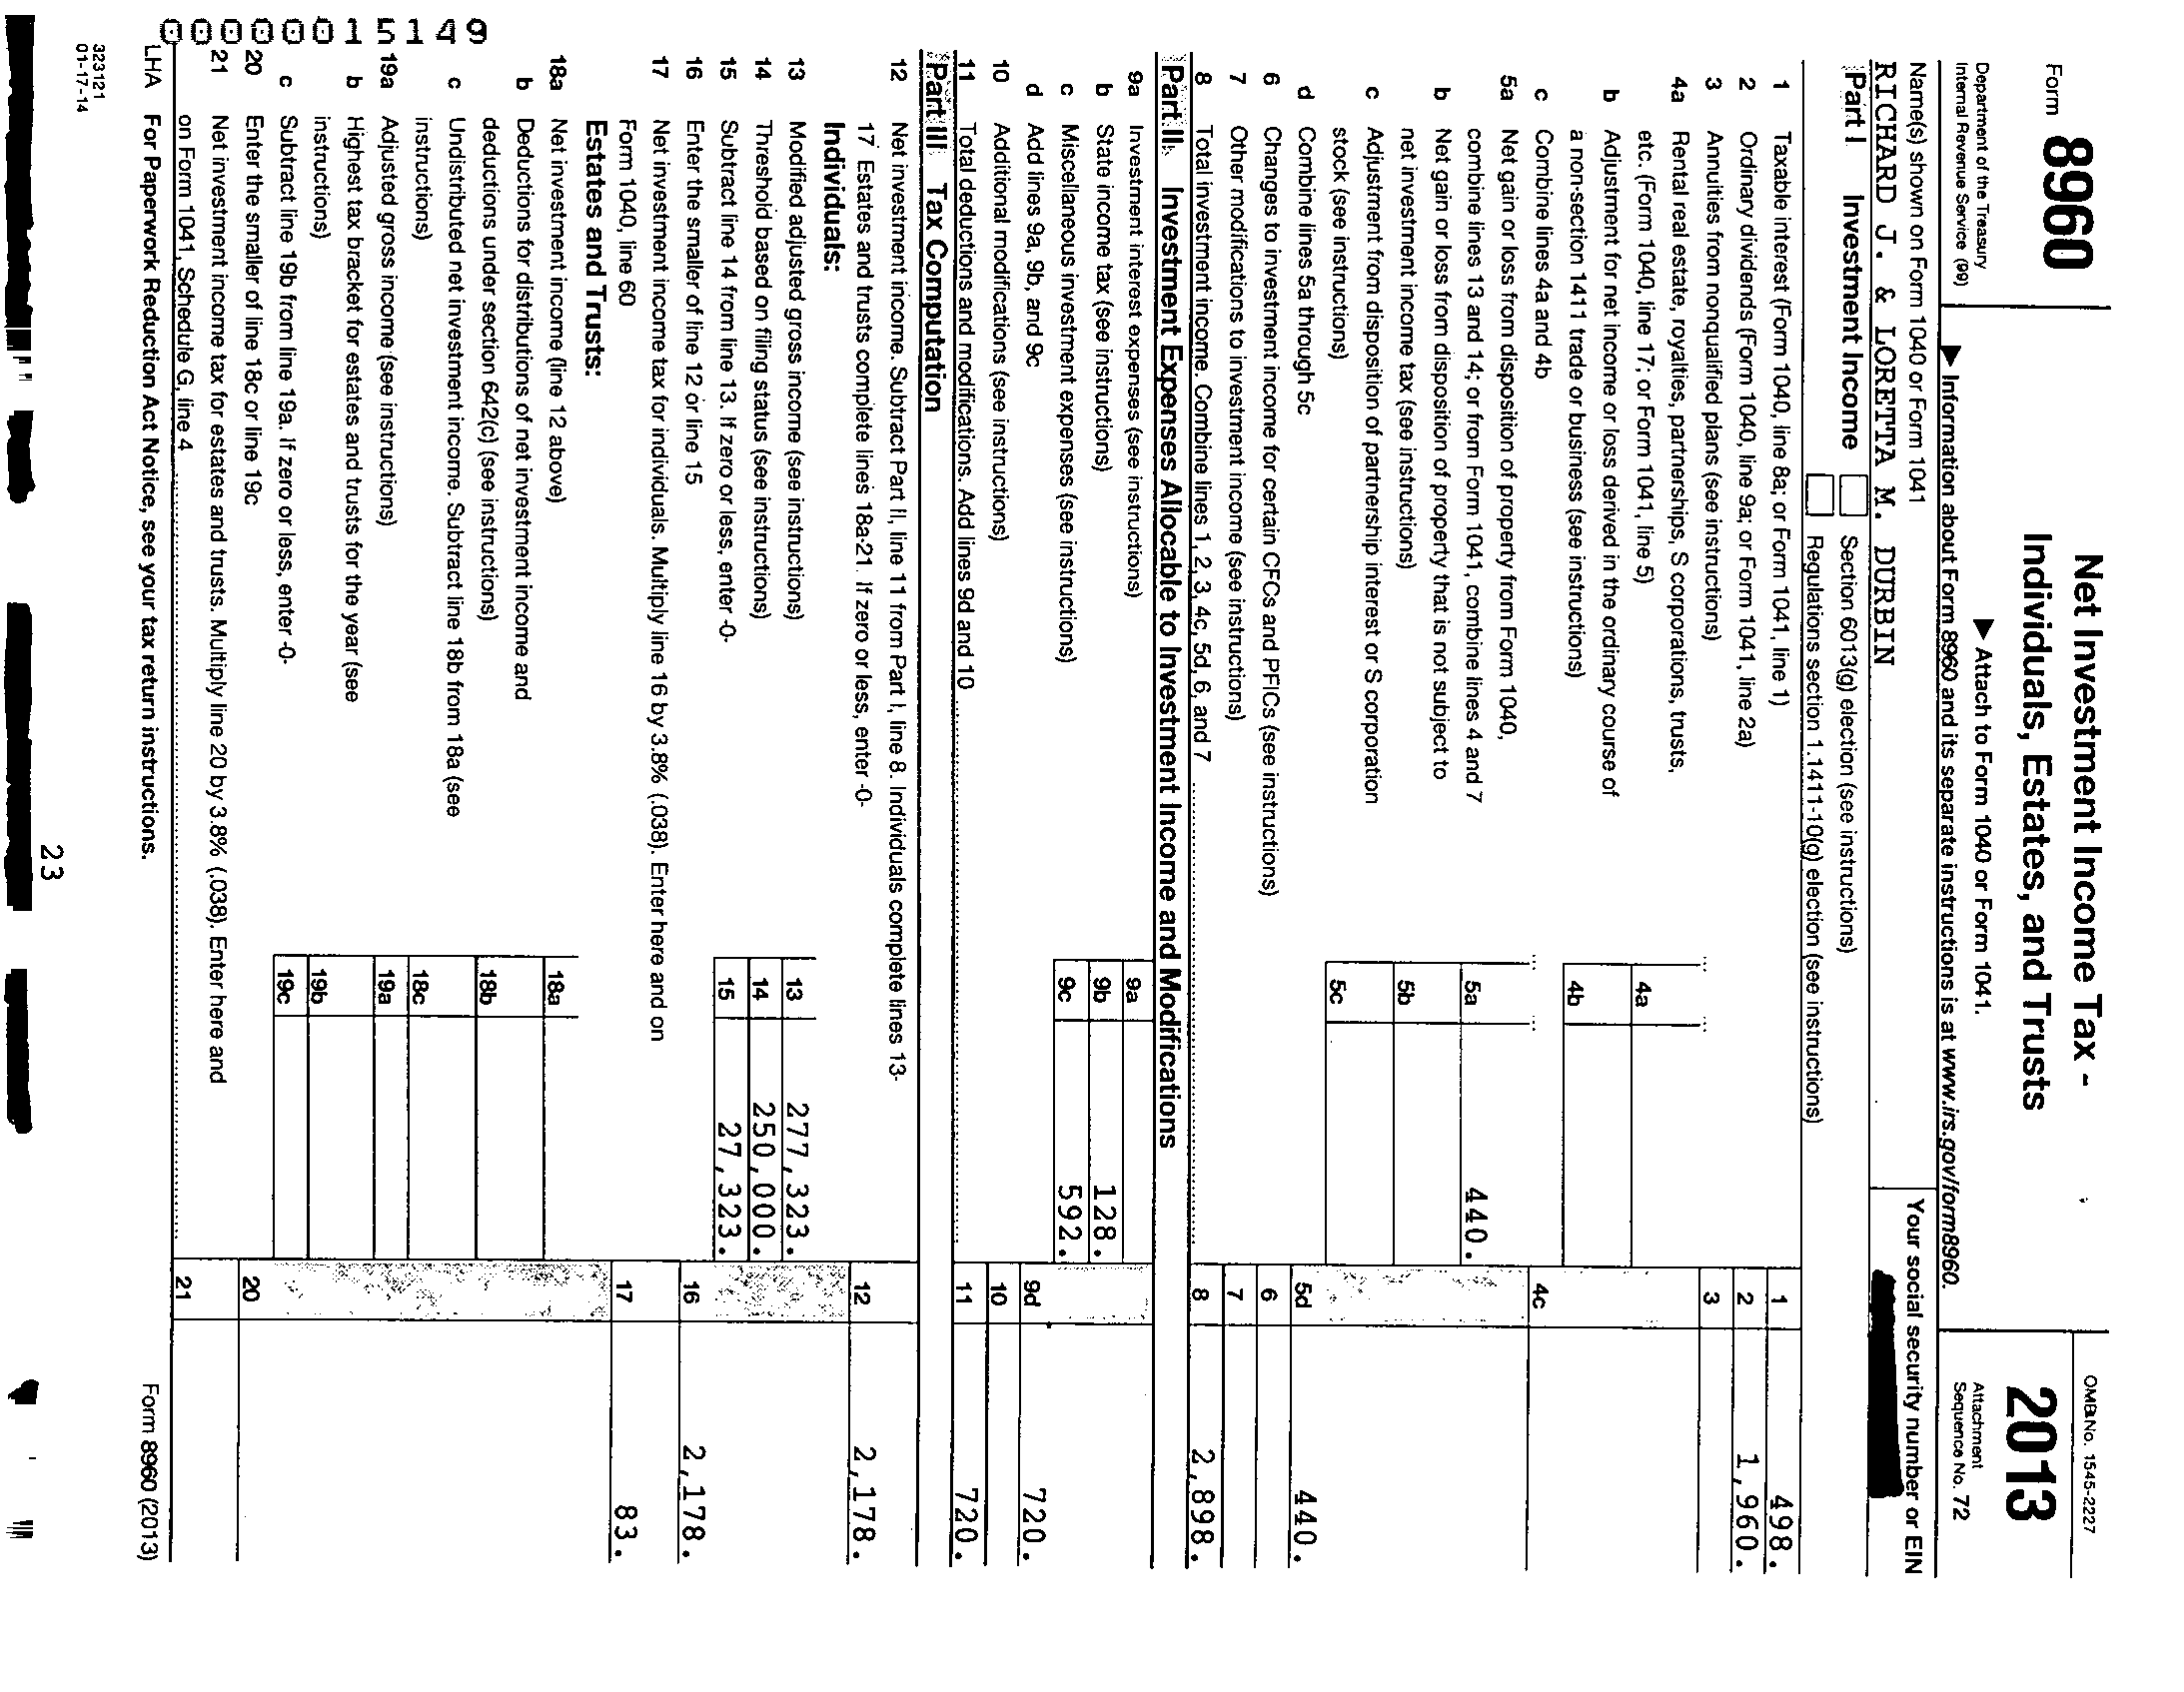 Form 8960
Department of the Treasury
Internal Revenue Service (99)
Net Investment Income Tax -
Individuals, Estates, and Trusts
▶ Attach to Form 1040 or Form 1041.
▶ Information about Form 8960 and its separate instructions is at www.irs.gov/form8960.
OMB No. 1545-2227
2013
Attachment
Sequence No. 72
Name(s) shown on Form 1040 or Form 1041
Your social security number or EIN
RICHARD J. & LORETTA M. DURBIN
Part I Investment Income
Section 6013(g) election (see instructions)
Regulations section 1.1411-10(g) election (see instructions)
1 Taxable interest (Form 1040, line 8a; or Form 1041, line 1) 1 498.
2 Ordinary dividends (Form 1040, line 9a; or Form 1041, line 2a) 2 1,960.
3 Annuities from nonqualified plans (see instructions) 3
4a Rental real estate, royalties, partnerships, S corporations, trusts,
etc. (Form 1040, line 17; or Form 1041, line 5) 4a
b Adjustment for net income or loss derived in the ordinary course of
a non-section 1411 trade or business (see instructions) 4b
c Combine lines 4a and 4b 4c
5a Net gain or loss from disposition of property from Form 1040,
combine lines 13 and 14; or from Form 1041, combine lines 4 and 7 5a 440.
b Net gain or loss from disposition of property that is not subject to
net investment income tax (see instructions) 5b
c Adjustment from disposition of partnership interest or S corporation
stock (see instructions) 5c
d Combine lines 5a through 5c 5d 440.
6 Changes to investment income for certain CFCs and PFICs (see instructions) 6
7 Other modifications to investment income (see instructions) 7
8 Total investment income. Combine lines 1, 2, 3, 4c, 5d, 6, and 7 8 2,898.
Part II Investment Expenses Allocable to Investment Income and Modifications
9a Investment interest expenses (see instructions) 9a
b State income tax (see instructions) 9b 128.
c Miscellaneous investment expenses (see instructions) 9c 592.
d Add lines 9a, 9b, and 9c 9d 720.
10 Additional modifications (see instructions) 10
11 Total deductions and modifications. Add lines 9d and 10 11 720.
Part III Tax Computation
12 Net investment income. Subtract Part II, line 11 from Part I, line 8. Individuals complete lines 13-
17. Estates and trusts complete lines 18a-21. If zero or less, enter -0- 12 2,178.
Individuals:
13 Modified adjusted gross income (see instructions) 13 277,323.
14 Threshold based on filing status (see instructions) 14 250,000.
15 Subtract line 14 from line 13. If zero or less, enter -0- 15 27,323.
16 Enter the smaller of line 12 or line 15 16 2,178.
17 Net investment income tax for individuals. Multiply line 16 by 3.8% (.038). Enter here and on
Form 1040, line 60 17 83.
Estates and Trusts:
18a Net investment income (line 12 above) 18a
b Deductions for distributions of net investment income and
deductions under section 642(c) (see instructions) 18b
c Undistributed net investment income. Subtract line 18b from 18a (see
instructions) 18c
19a Adjusted gross income (see instructions) 19a
b Highest tax bracket for estates and trusts for the year (see
instructions) 19b
c Subtract line 19b from line 19a. If zero or less, enter -0- 19c
20 Enter the smaller of line 18c or line 19c 20
21 Net investment income tax for estates and trusts. Multiply line 20 by 3.8% (.038). Enter here and
on Form 1041, Schedule G, line 4 21
LHA For Paperwork Reduction Act Notice, see your tax return instructions. Form 8960 (2013)
00000015149
323121
01-17-14
23